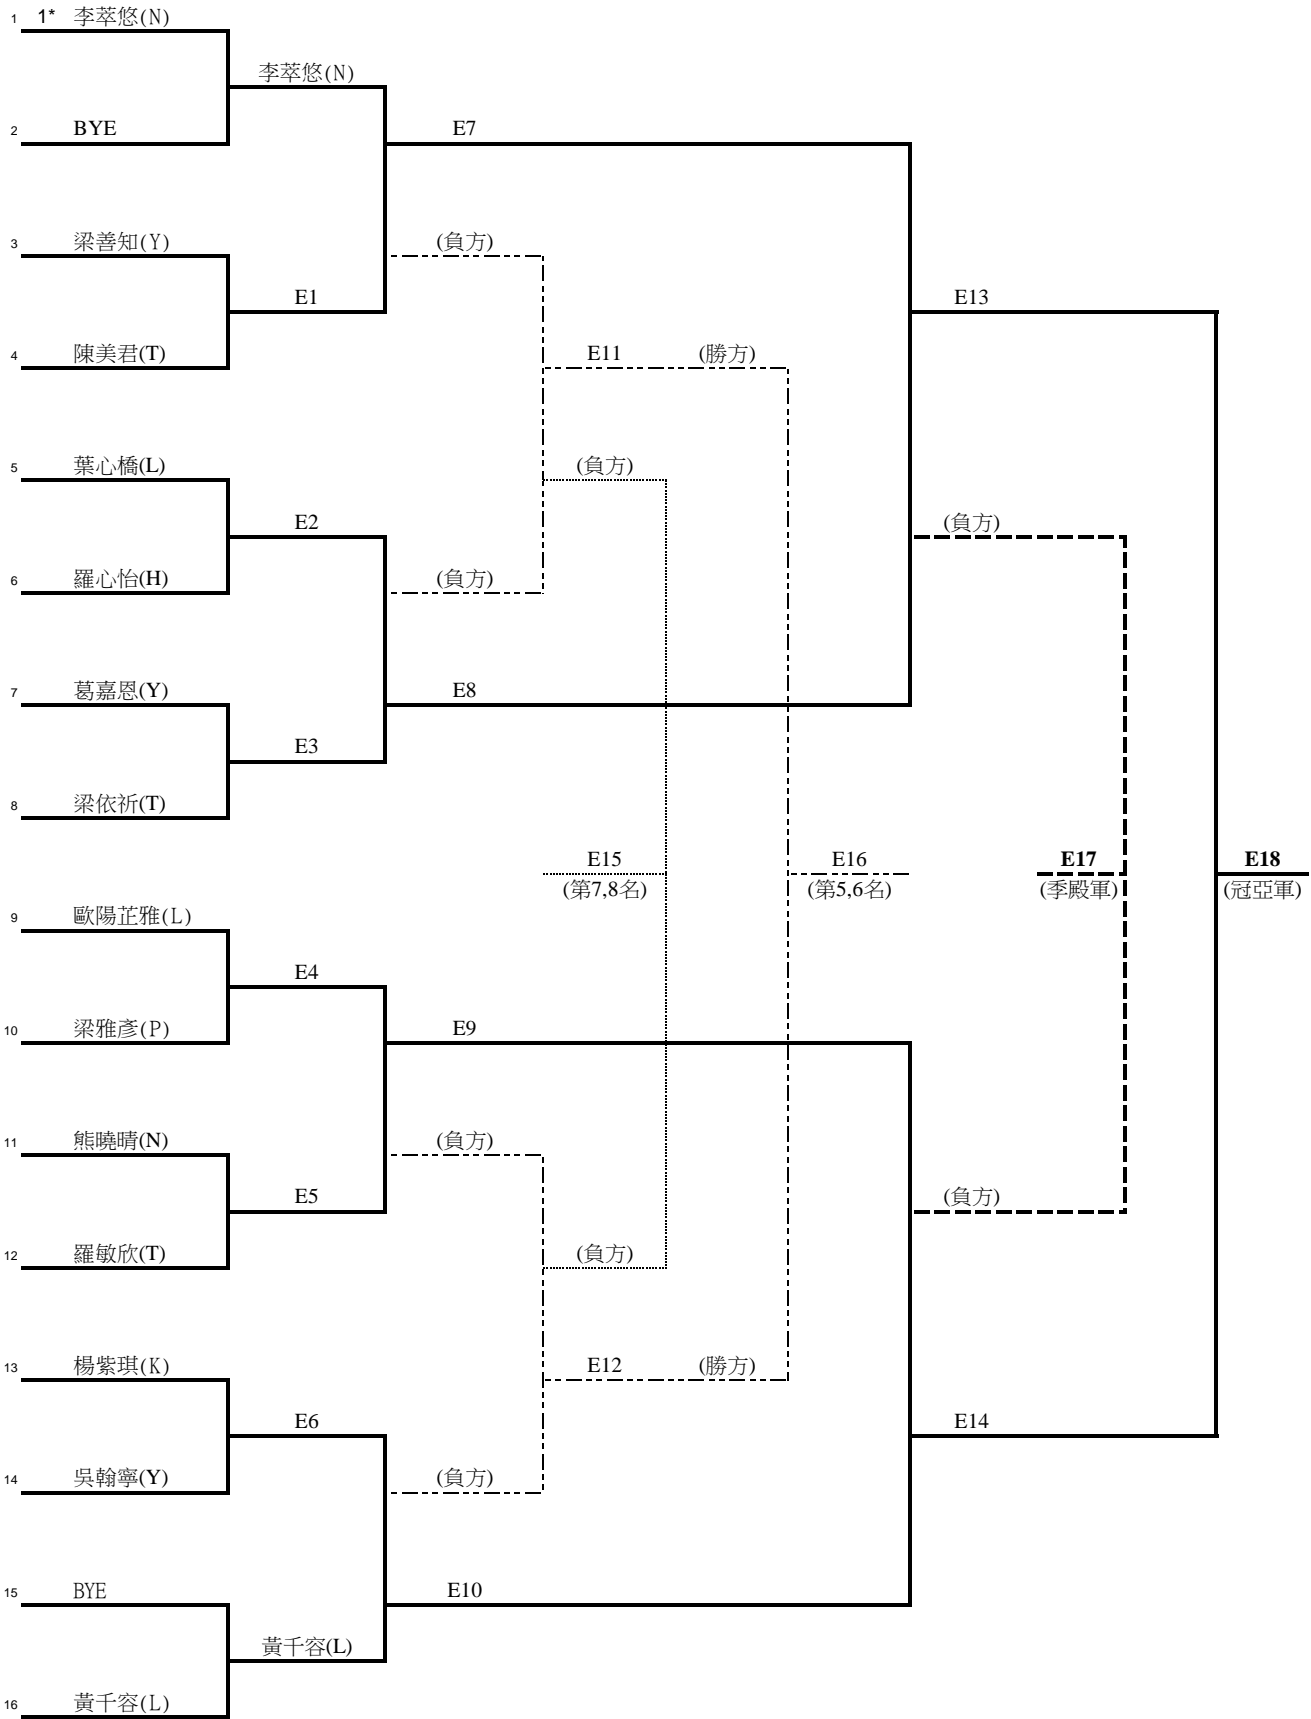 1 1* 李萃悠(N)
李萃悠(N)
2 BYE E7
3 梁善知(Y) (負方)
E1 E13
4 陳美君(T) E11 (勝方)
5 葉心橋(L) (負方)
E2 (負方)
6 羅心怡(H) (負方)
7 葛嘉恩(Y) E8
E3
8 梁依祈(T)
E15 E16 E17 E18
(第7,8名) (第5,6名) (季殿軍) (冠亞軍)
9 歐陽芷雅(L)
E4
10 梁雅彥(P) E9
11 熊曉晴(N) (負方)
E5 (負方)
12 羅敏欣(T) (負方)
13 楊紫琪(K) E12 (勝方)
E6 E14
14 吳翰寧(Y) (負方)
15 BYE E10
黃千容(L)
16 黃千容(L)